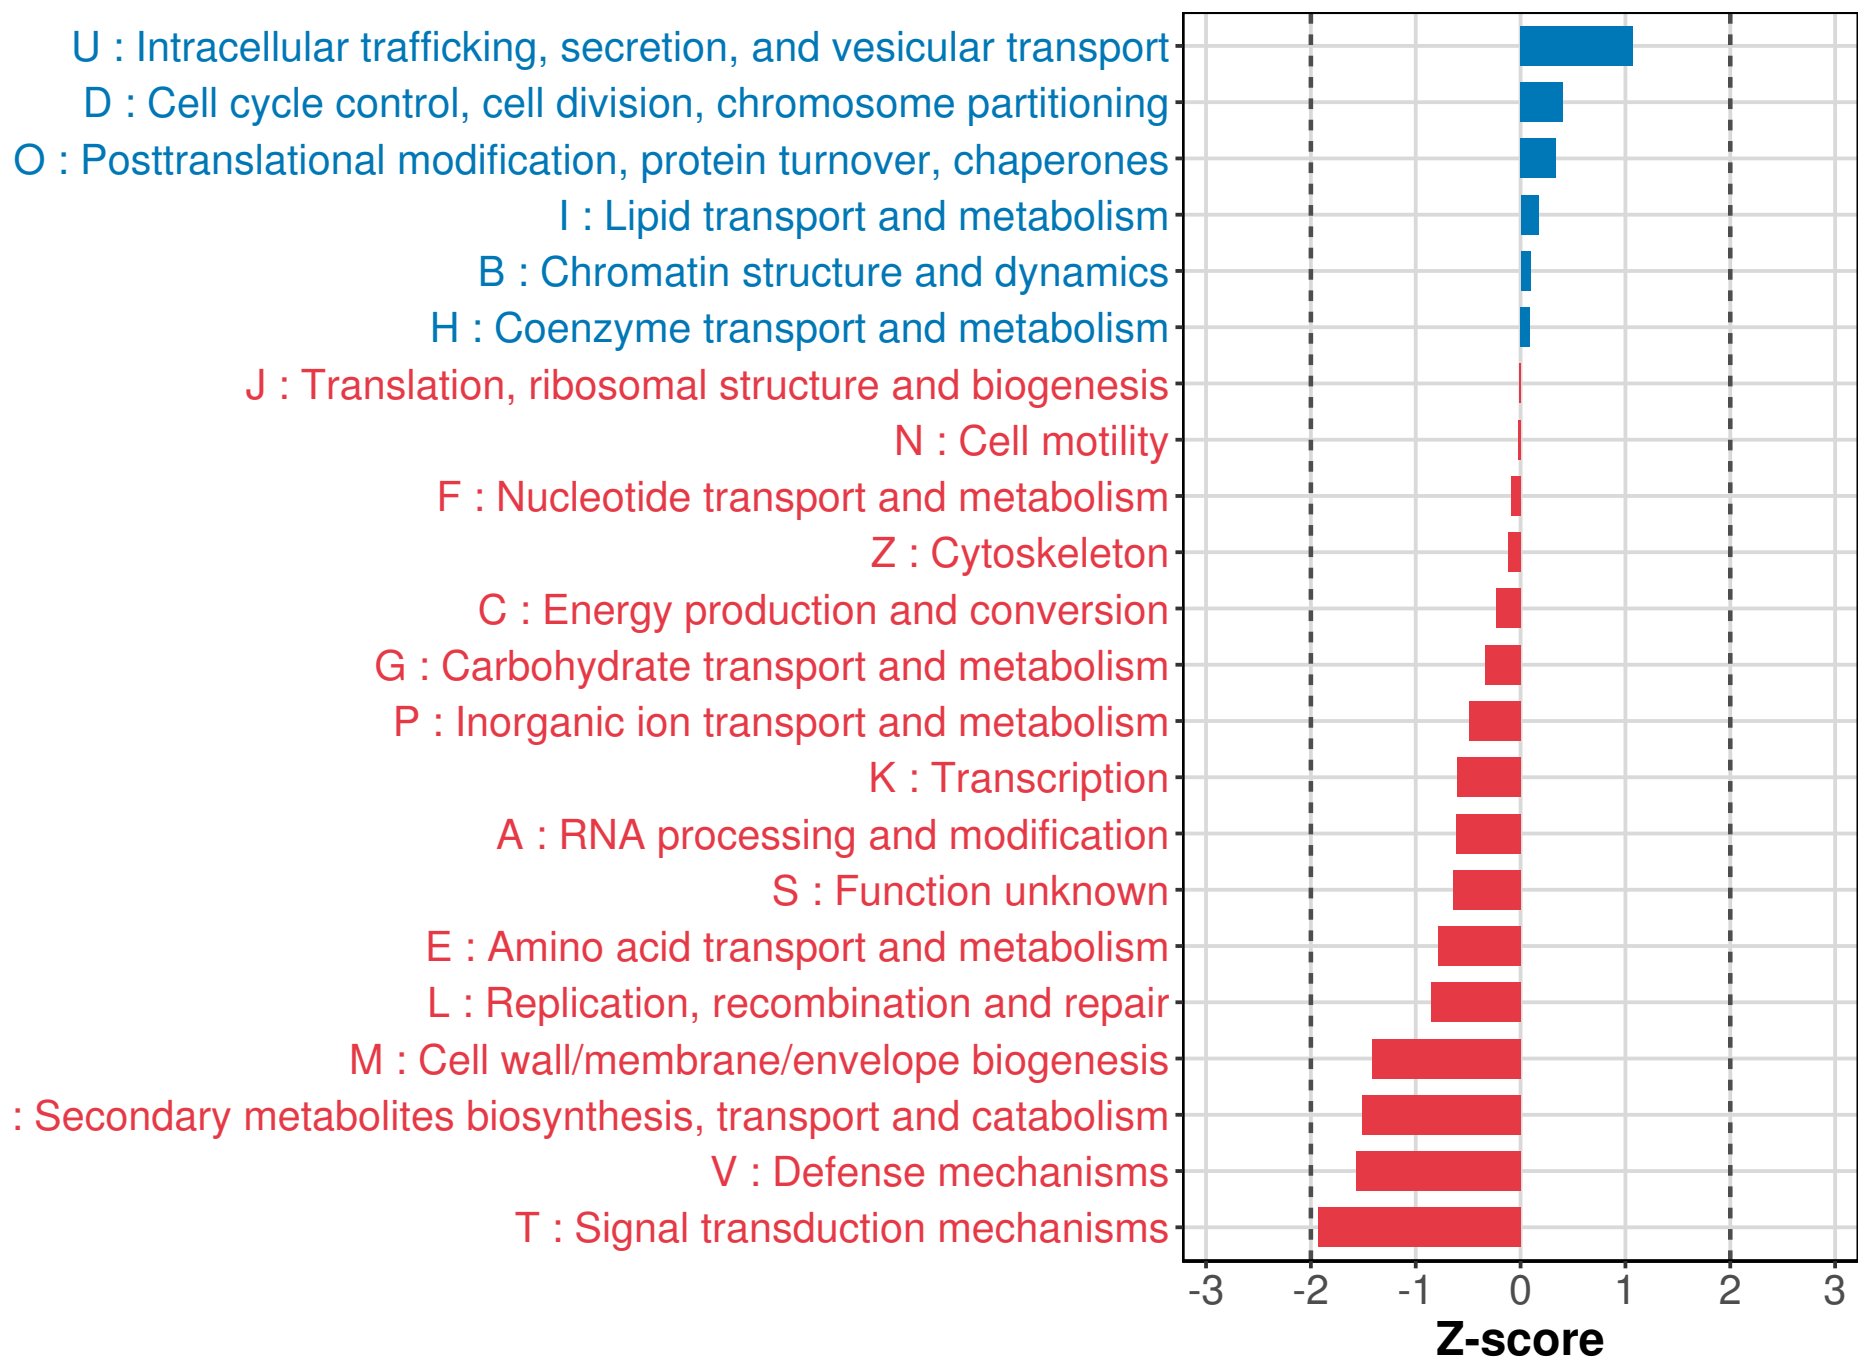 U : Intracellular trafficking, secretion, and vesicular transport
D : Cell cycle control, cell division, chromosome partitioning
O : Posttranslational modification, protein turnover, chaperones
I : Lipid transport and metabolism
B : Chromatin structure and dynamics
H : Coenzyme transport and metabolism
J : Translation, ribosomal structure and biogenesis
N : Cell motility
F : Nucleotide transport and metabolism
Z : Cytoskeleton
C : Energy production and conversion
G : Carbohydrate transport and metabolism
P : Inorganic ion transport and metabolism
K : Transcription
A : RNA processing and modification
S : Function unknown
E : Amino acid transport and metabolism
L : Replication, recombination and repair
M : Cell wall/membrane/envelope biogenesis
: Secondary metabolites biosynthesis, transport and catabolism
V : Defense mechanisms
T : Signal transduction mechanisms
-3 -2 -1 0 1 2 3
Z-score